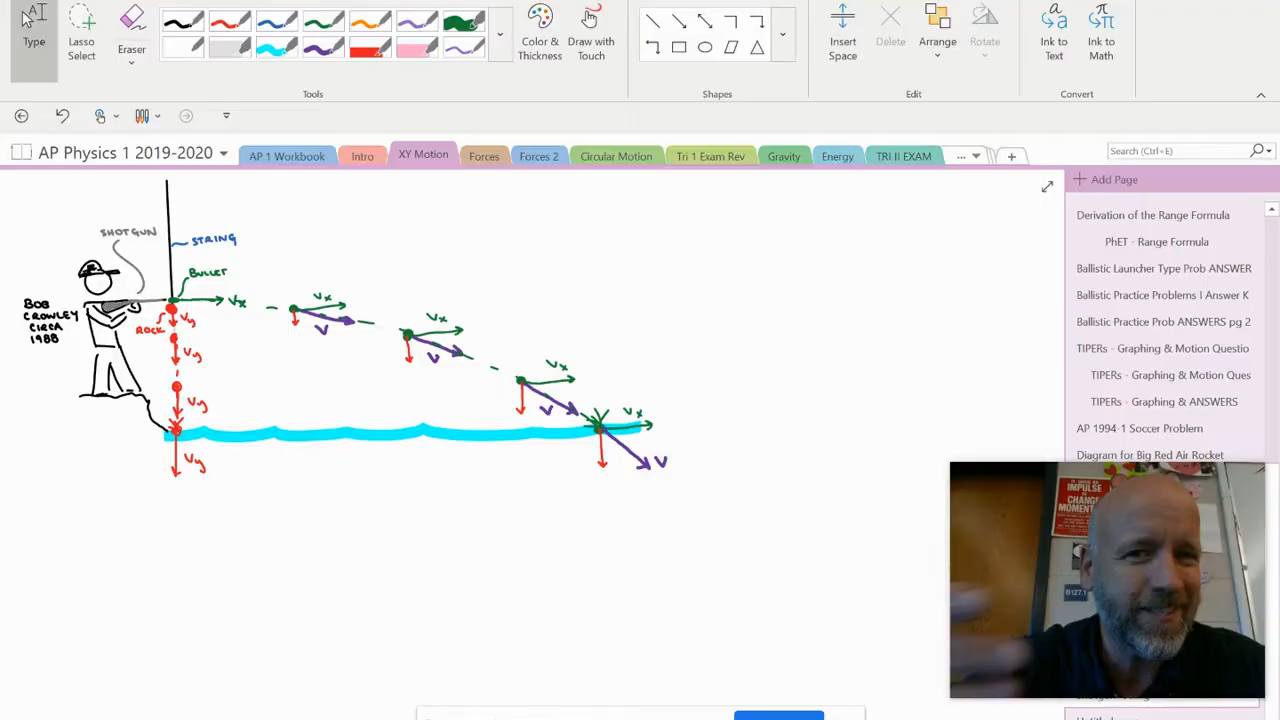 Type
Lasso
Select
Eraser
Color &
Thickness
Draw with
Touch
Insert
Space
Delete
Arrange
Rotate
Ink to
Text
Ink to
Math
Tools
Shapes
Edit
Convert
AP Physics 1 2019-2020
AP 1 Workbook
Intro
XY Motion
Forces
Forces 2
Circular Motion
Tri 1 Exam Rev
Gravity
Energy
TRI II EXAM
...
Search (Ctrl+E)
Add Page
Derivation of the Range Formula
PhET - Range Formula
Ballistic Launcher Type Prob ANSWER
Ballistic Practice Problems I Answer K
Ballistic Practice Prob ANSWERS pg 2
TIPERs - Graphing & Motion Questio
TIPERs - Graphing & Motion Ques
TIPERs - Graphing & ANSWERS
AP 1994-1 Soccer Problem
Diagram for Big Red Air Rocket
SHOTGUN
STRING
BULLET
BOB
CROWLEY
CIRCA
1988
ROCK
Vx
Vx
Vx
Vx
Vx
Vy
Vy
Vy
Vy
V
V
V
V
IMPULSE
CHANGE
MOMENTUM
B127.1